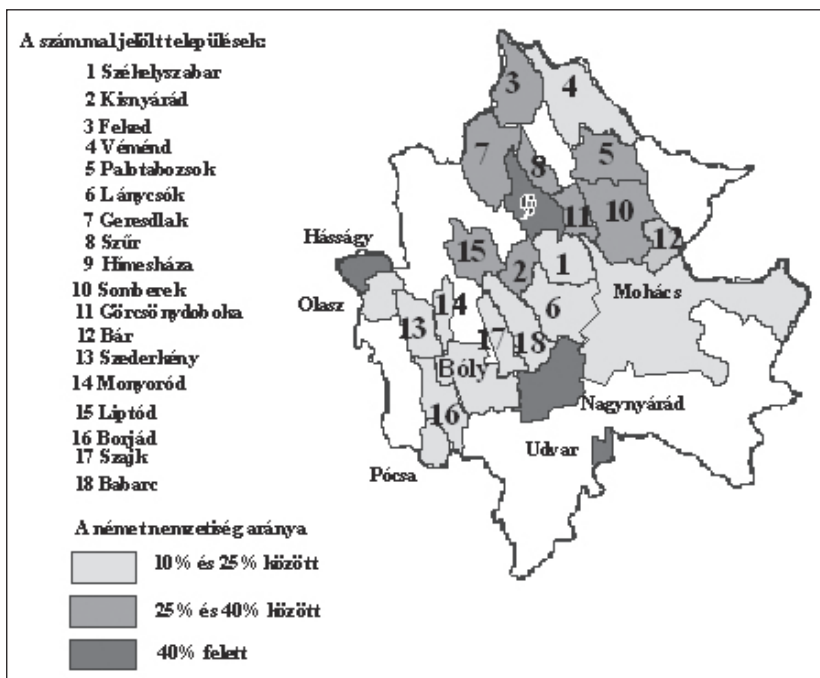 A számmal jelölt települések:
1 Székelyszabar
2 Kisnyárád
3 Feked
4 Véménd
5 Palotabozsok
6 Lánycsók
7 Geresdlak
8 Szűr
9 Hímesháza
10 Somberek
11 Görcsönydoboka
12 Bár
13 Szederkény
14 Monyoród
15 Liptód
16 Borjád
17 Szajk
18 Babarc
A német nemzetiség aránya
10% és 25% között
25% és 40% között
40% felett
3
4
7
8
5
9
11
10
12
Hásságy
15
2
1
Olasz
14
6
Mohács
13
17
18
Bóly
Nagynyárád
16
Udvar
Pócsa